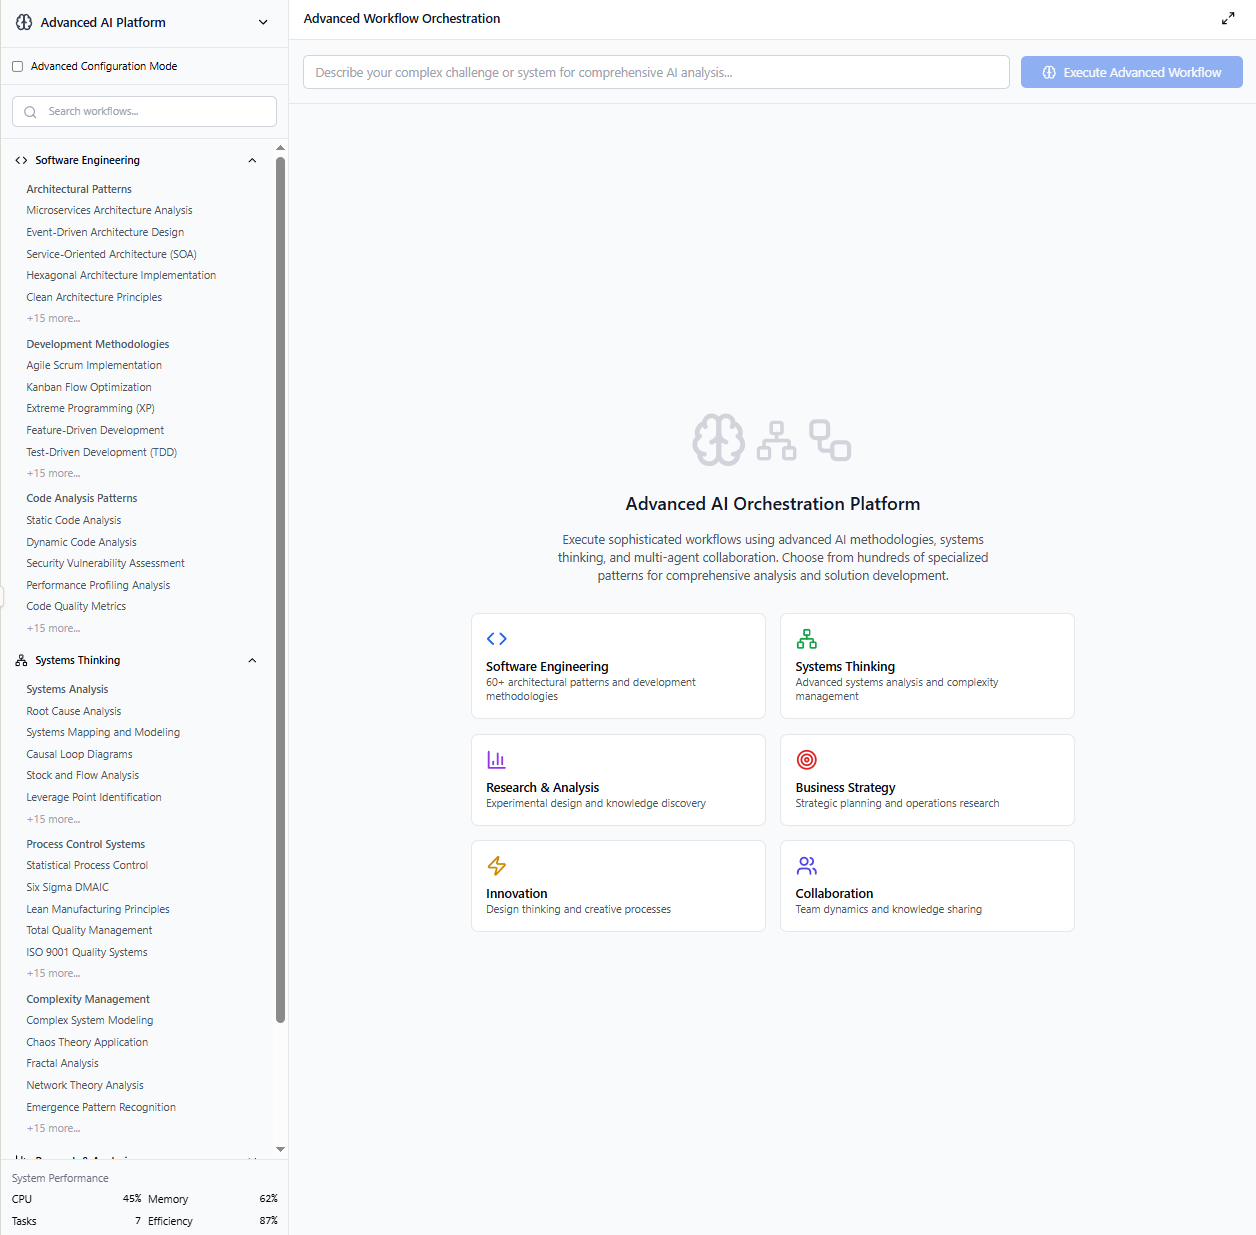 Advanced AI Platform
Advanced Configuration Mode
Search workflows...
Software Engineering
Architectural Patterns
Microservices Architecture Analysis
Event-Driven Architecture Design
Service-Oriented Architecture (SOA)
Hexagonal Architecture Implementation
Clean Architecture Principles
+15 more...
Development Methodologies
Agile Scrum Implementation
Kanban Flow Optimization
Extreme Programming (XP)
Feature-Driven Development
Test-Driven Development (TDD)
+15 more...
Code Analysis Patterns
Static Code Analysis
Dynamic Code Analysis
Security Vulnerability Assessment
Performance Profiling Analysis
Code Quality Metrics
+15 more...
Systems Thinking
Systems Analysis
Root Cause Analysis
Systems Mapping and Modeling
Causal Loop Diagrams
Stock and Flow Analysis
Leverage Point Identification
+15 more...
Process Control Systems
Statistical Process Control
Six Sigma DMAIC
Lean Manufacturing Principles
Total Quality Management
ISO 9001 Quality Systems
+15 more...
Complexity Management
Complex System Modeling
Chaos Theory Application
Fractal Analysis
Network Theory Analysis
Emergence Pattern Recognition
+15 more...
System Performance
CPU 45% Memory 62%
Tasks 7 Efficiency 87%
Advanced Workflow Orchestration
Describe your complex challenge or system for comprehensive AI analysis...
Execute Advanced Workflow
Advanced AI Orchestration Platform
Execute sophisticated workflows using advanced AI methodologies, systems
thinking, and multi-agent collaboration. Choose from hundreds of specialized
patterns for comprehensive analysis and solution development.
Software Engineering
60+ architectural patterns and development
methodologies
Systems Thinking
Advanced systems analysis and complexity
management
Research & Analysis
Experimental design and knowledge discovery
Business Strategy
Strategic planning and operations research
Innovation
Design thinking and creative processes
Collaboration
Team dynamics and knowledge sharing